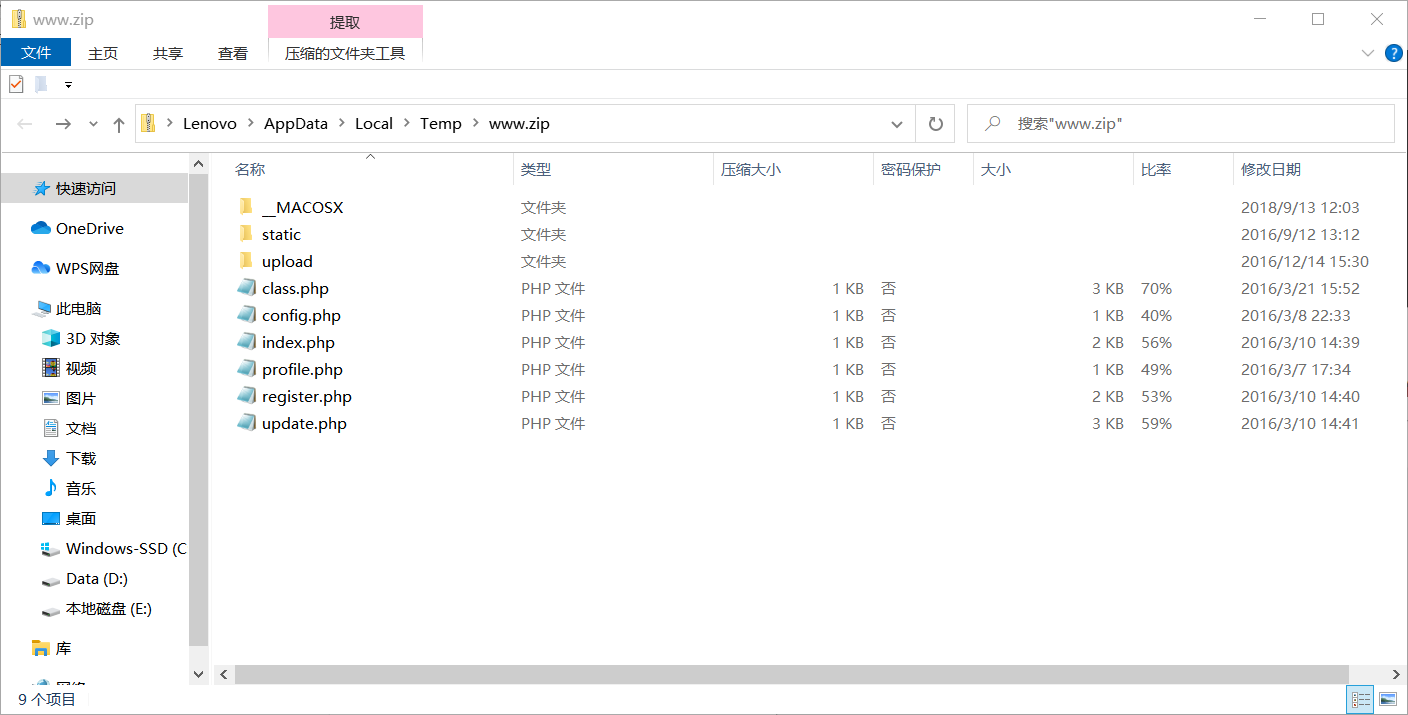 www.zip
提取
文件 主页 共享 查看 压缩的文件夹工具
Lenovo AppData Local Temp www.zip 搜索"www.zip"
名称 类型 压缩大小 密码保护 大小 比率 修改日期
快速访问
OneDrive
WPS网盘
此电脑
3D 对象
视频
图片
文档
下载
音乐
桌面
Windows-SSD (C
Data (D:)
本地磁盘 (E:)
库
网络
__MACOSX 文件夹 2018/9/13 12:03
static 文件夹 2016/9/12 13:12
upload 文件夹 2016/12/14 15:30
class.php PHP 文件 1 KB 否 3 KB 70% 2016/3/21 15:52
config.php PHP 文件 1 KB 否 1 KB 40% 2016/3/8 22:33
index.php PHP 文件 1 KB 否 2 KB 56% 2016/3/10 14:39
profile.php PHP 文件 1 KB 否 1 KB 49% 2016/3/7 17:34
register.php PHP 文件 1 KB 否 2 KB 53% 2016/3/10 14:40
update.php PHP 文件 1 KB 否 3 KB 59% 2016/3/10 14:41
9 个项目